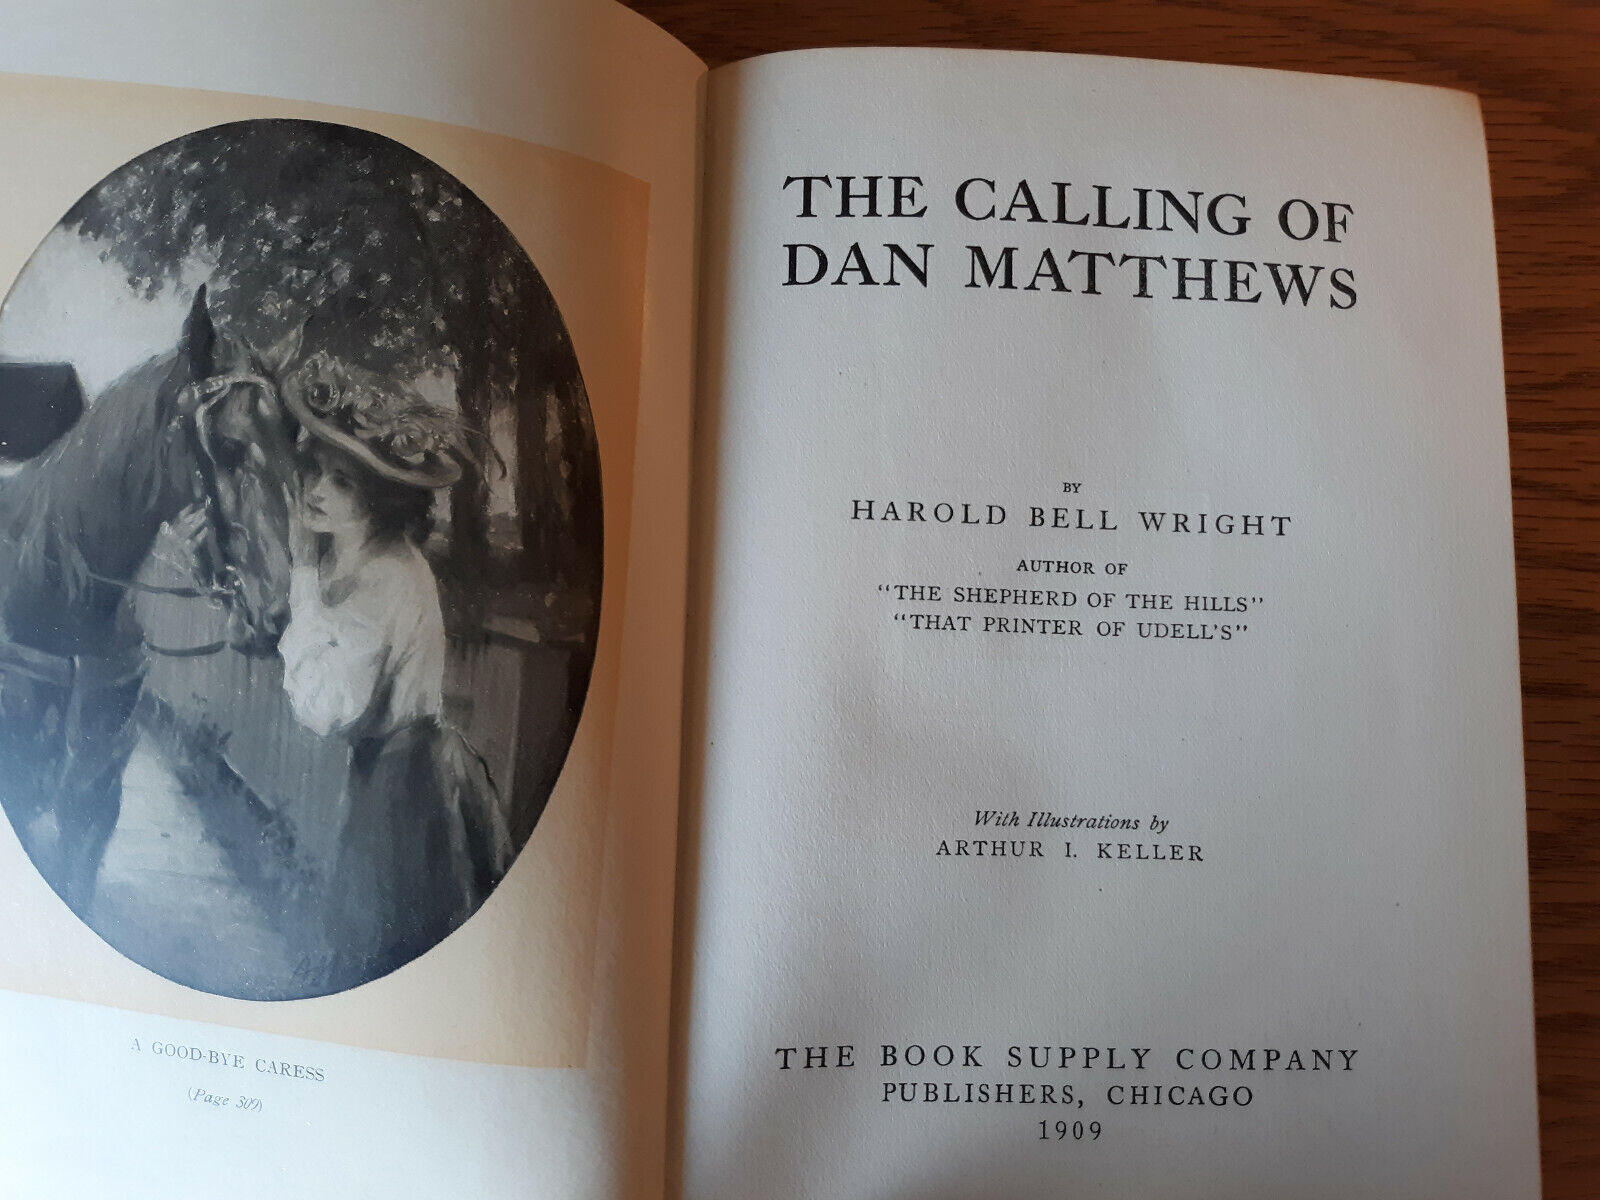 A GOOD-BYE CARESS
(Page 309)
THE CALLING OF
DAN MATTHEWS
BY
HAROLD BELL WRIGHT
AUTHOR OF
"THE SHEPHERD OF THE HILLS"
"THAT PRINTER OF UDELL'S"
With Illustrations by
ARTHUR I. KELLER
THE BOOK SUPPLY COMPANY
PUBLISHERS, CHICAGO
1909